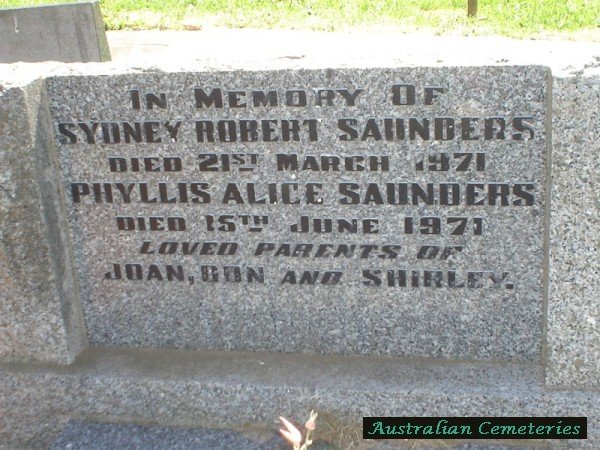 In Memory Of
SYDNEY ROBERT SAUNDERS
DIED 21ST MARCH 1971
PHYLLIS ALICE SAUNDERS
DIED 15TH JUNE 1971
LOVED PARENTS OF
JOAN, RON AND SHIRLEY.
Australian Cemeteries